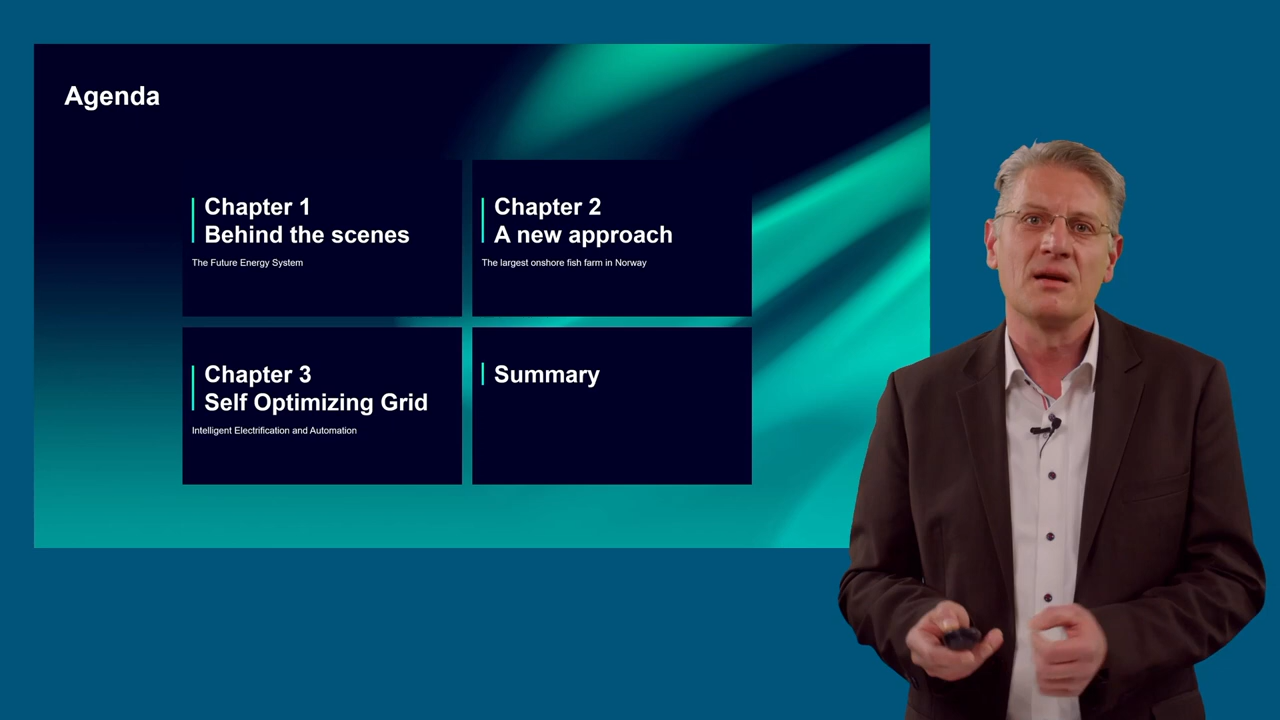 Agenda
Chapter 1
Behind the scenes
The Future Energy System
Chapter 2
A new approach
The largest onshore fish farm in Norway
Chapter 3
Self Optimizing Grid
Intelligent Electrification and Automation
Summary